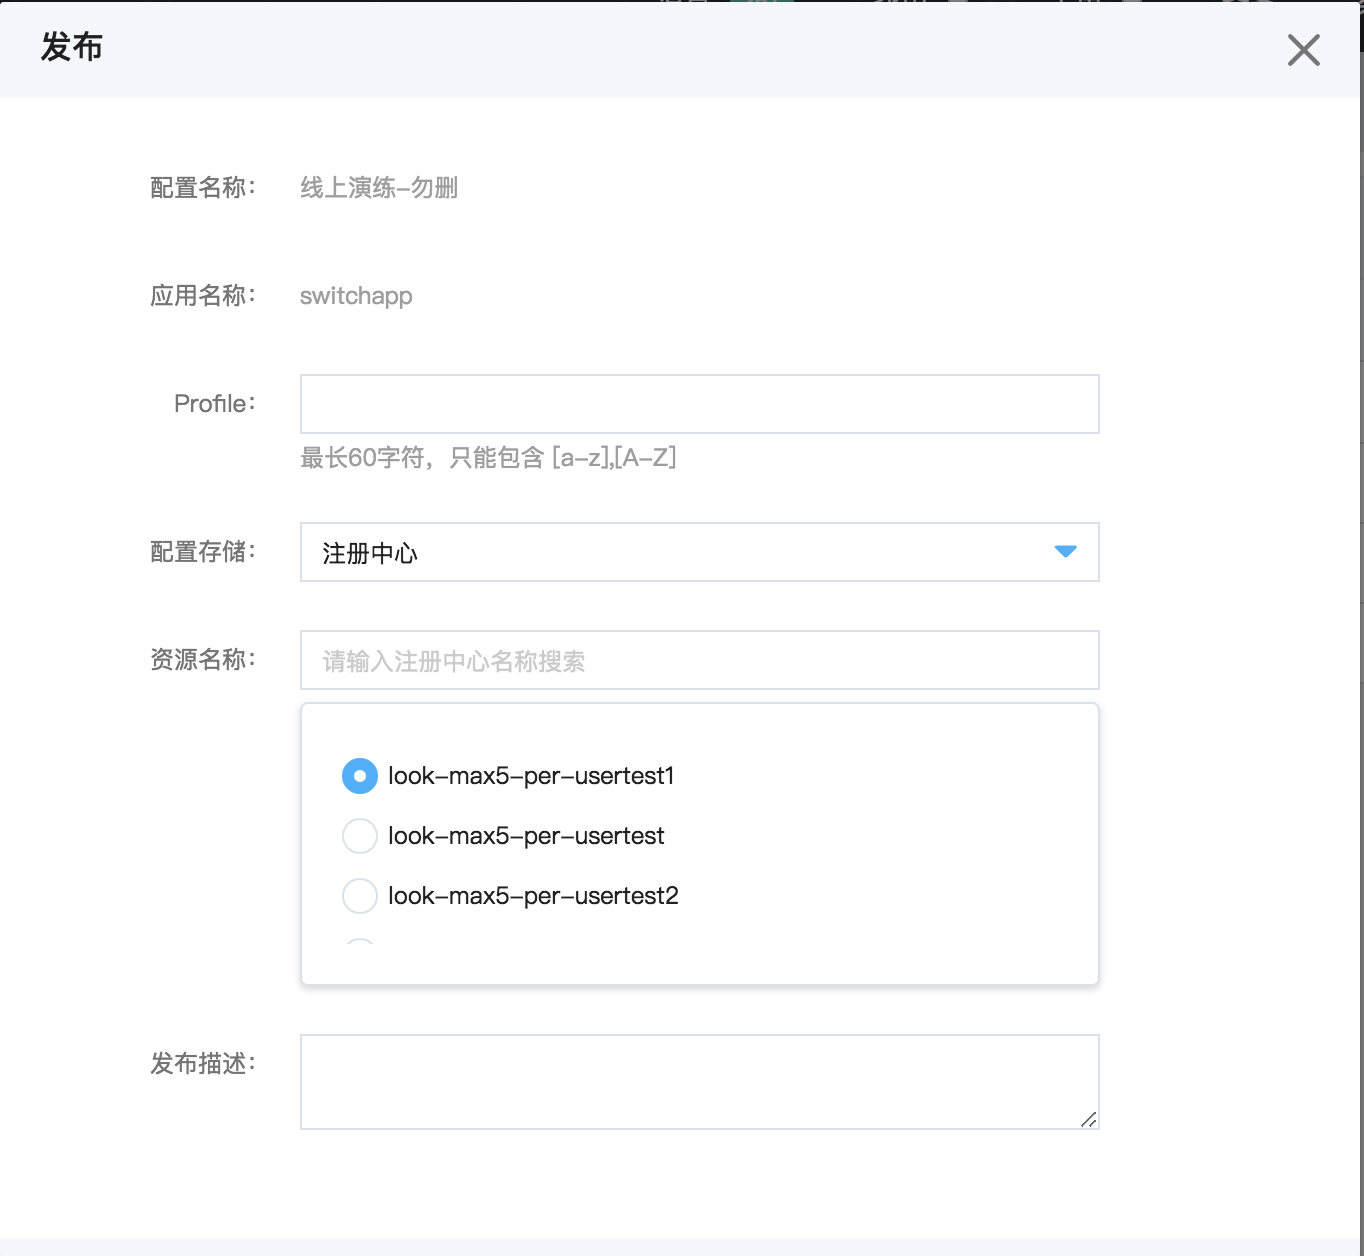 发布
配置名称：
线上演练-勿删
应用名称：
switchapp
Profile：
最长60字符，只能包含 [a-z],[A-Z]
配置存储：
注册中心
资源名称：
请输入注册中心名称搜索
look-max5-per-usertest1
look-max5-per-usertest
look-max5-per-usertest2
发布描述：